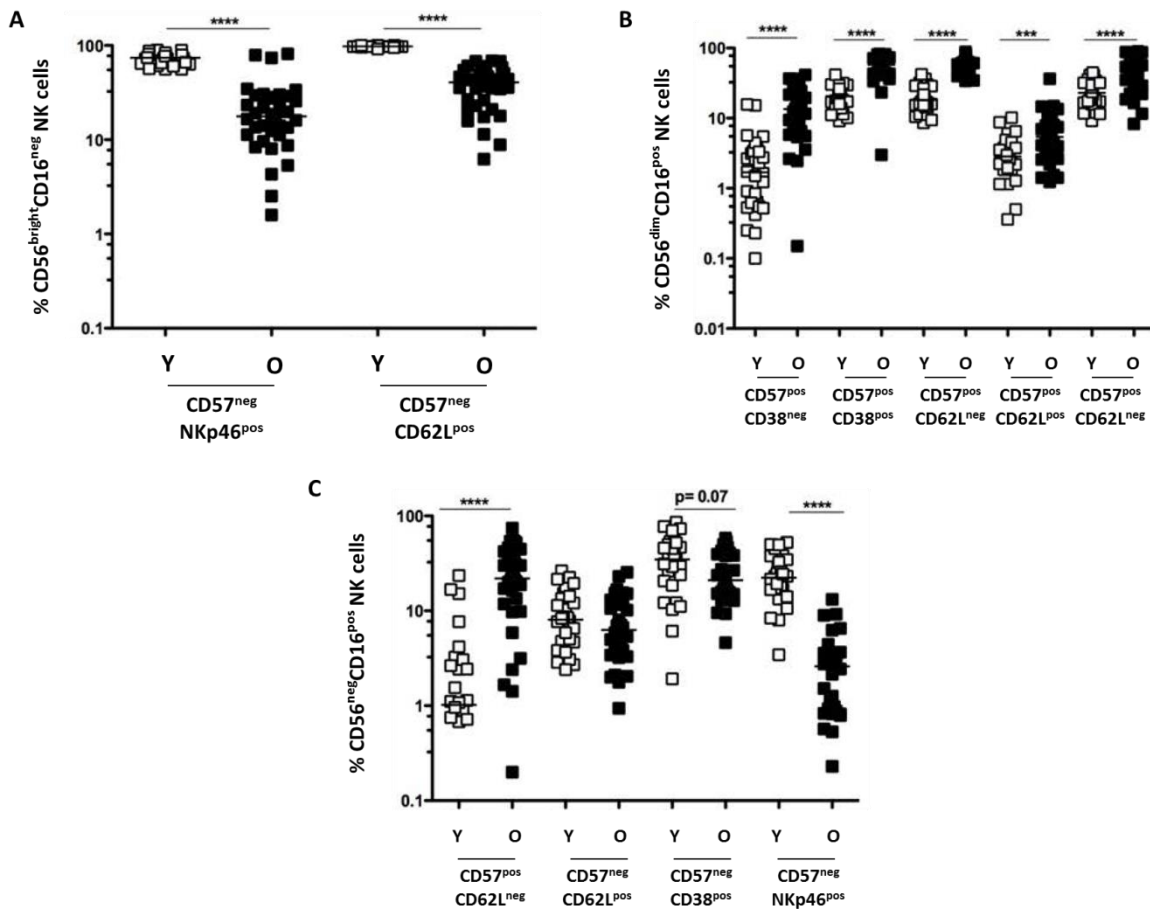 A
****
****
% CD56brightCD16neg NK cells
100
10
1
0.1
Y O Y O
CD57neg CD57neg
NKp46pos CD62Lpos
B
**** **** **** *** ****
% CD56dimCD16pos NK cells
100
10
1
0.1
0.01
Y O Y O Y O Y O Y O
CD57pos CD57pos CD57pos CD57pos CD57pos
CD38neg CD38pos CD62Lneg CD62Lpos CD62Lneg
C
**** p= 0.07 ****
% CD56negCD16pos NK cells
100
10
1
0.1
Y O Y O Y O Y O
CD57pos CD57neg CD57neg CD57neg
CD62Lneg CD62Lpos CD38pos NKp46pos